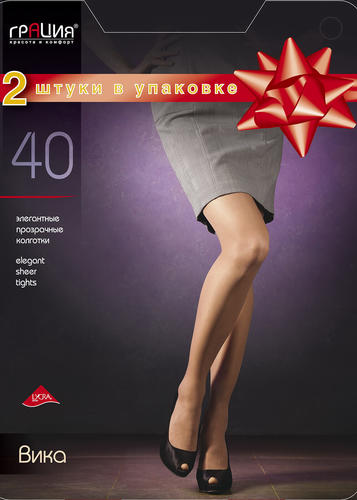 грАЦИЯ®
красота и комфорт
2 штуки в упаковке
40
элегантные
прозрачные
колготки
elegant
sheer
tights
LYCRA
Вика